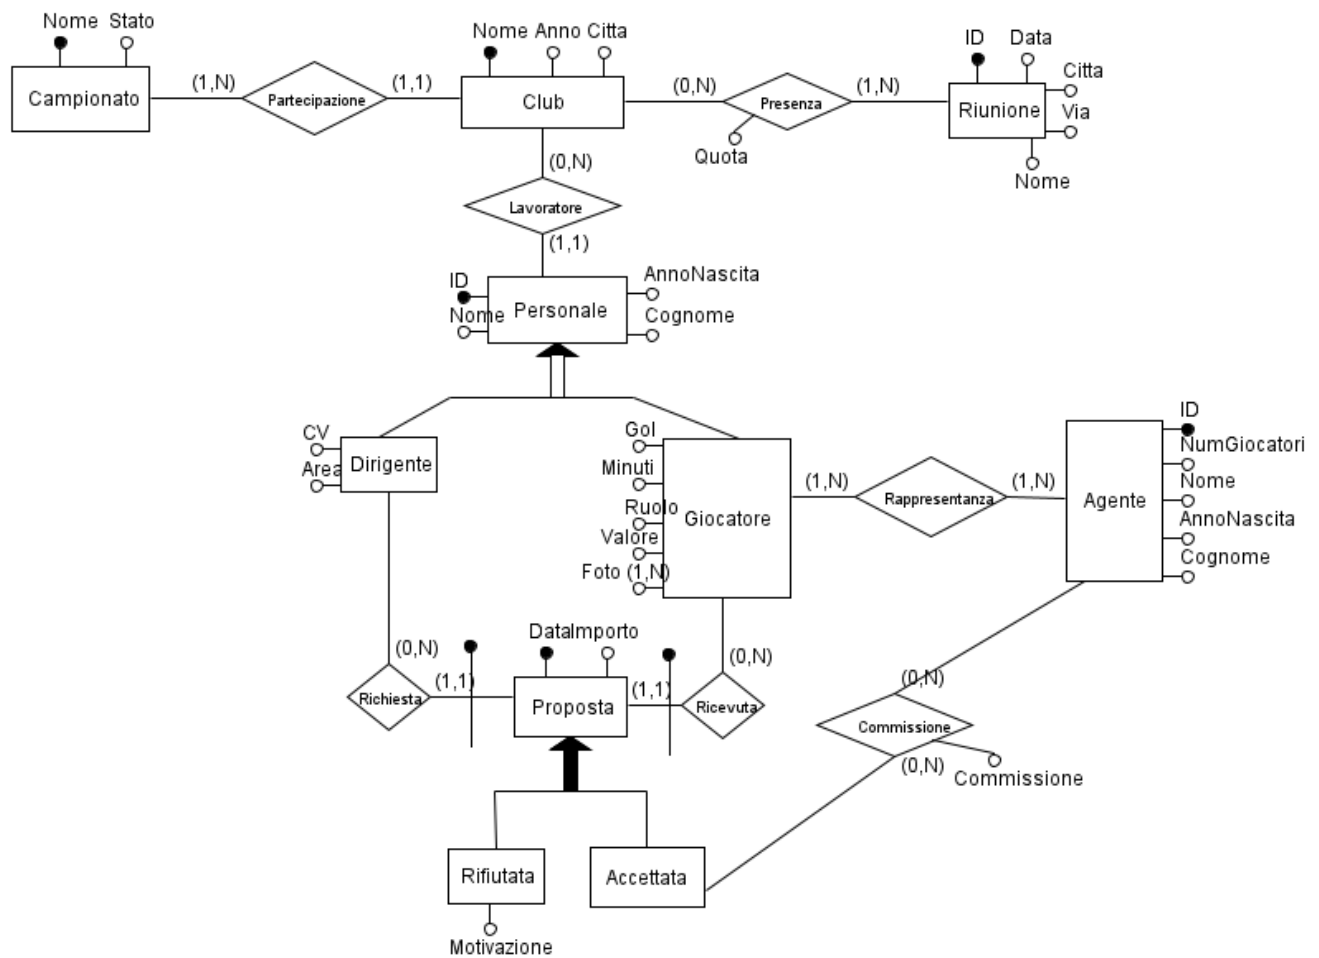 Nome Stato
Nome Anno Citta
ID Data
Citta
Campionato (1,N) Partecipazione (1,1) Club (0,N) Presenza (1,N) Riunione
Via
Quota
Nome
(0,N)
Lavoratore
(1,1)
ID AnnoNascita
Personale
Nome Cognome
CV
Area Dirigente
Gol
Minuti
Ruolo
Valore
Foto (1,N)
Giocatore (1,N) Rappresentanza (1,N) Agente
ID
NumGiocatori
Nome
AnnoNascita
Cognome
DataImporto
(0,N) (0,N)
Richiesta (1,1) Proposta (1,1) Ricevuta
(0,N)
Commissione
(0,N)
Commissione
Rifiutata Accettata
Motivazione